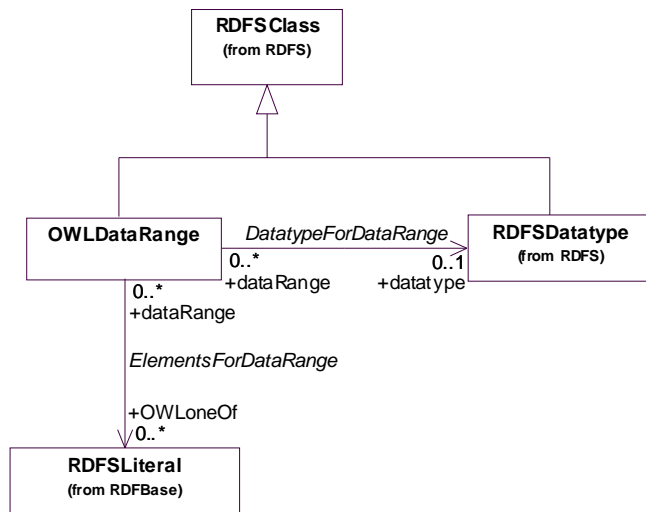 RDFSClass
(from RDFS)
OWLDataRange
DatatypeForDataRange
RDFSDatatype
(from RDFS)
0..*
0..1
+dataRange
+datatype
0..*
+dataRange
ElementsForDataRange
+OWLoneOf
0..*
RDFSLiteral
(from RDFBase)